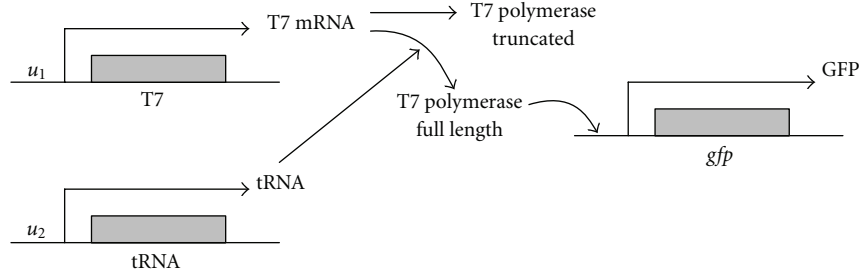 T7 mRNA
T7 polymerase
truncated
u1
T7
T7 polymerase
full length
GFP
gfp
tRNA
u2
tRNA